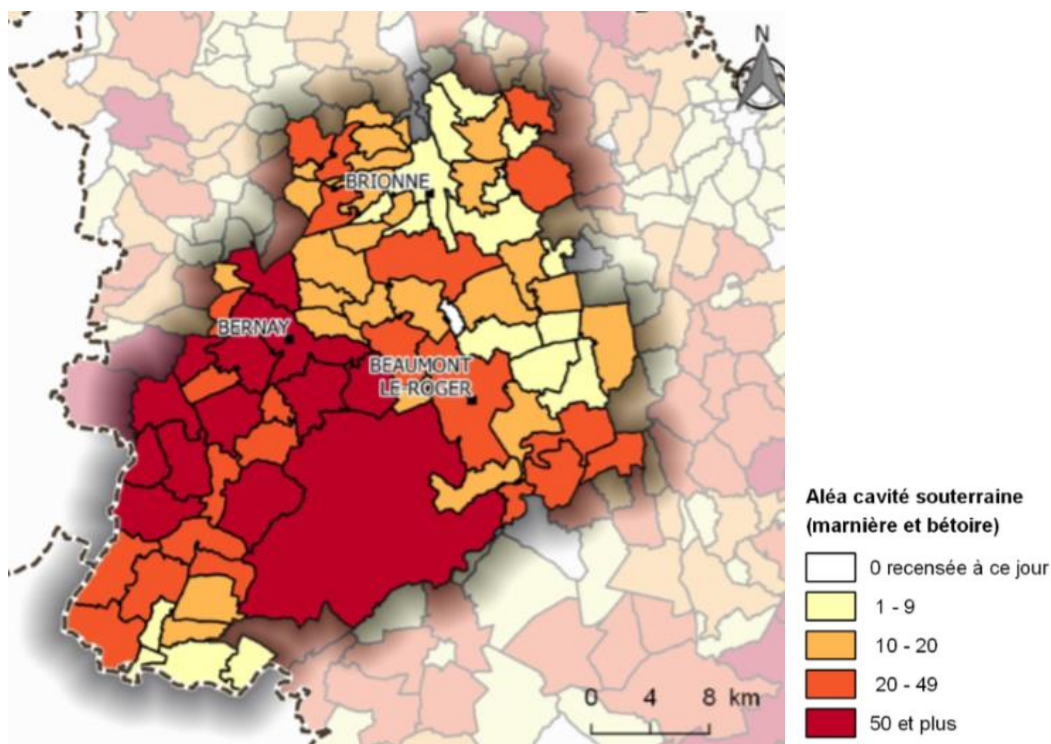 N
BRIONNE
BERNAY
BEAUMONT
LE-ROGER
0 4 8 km
Aléa cavité souterraine
(marnière et bétoire)
0 recensée à ce jour
1 - 9
10 - 20
20 - 49
50 et plus